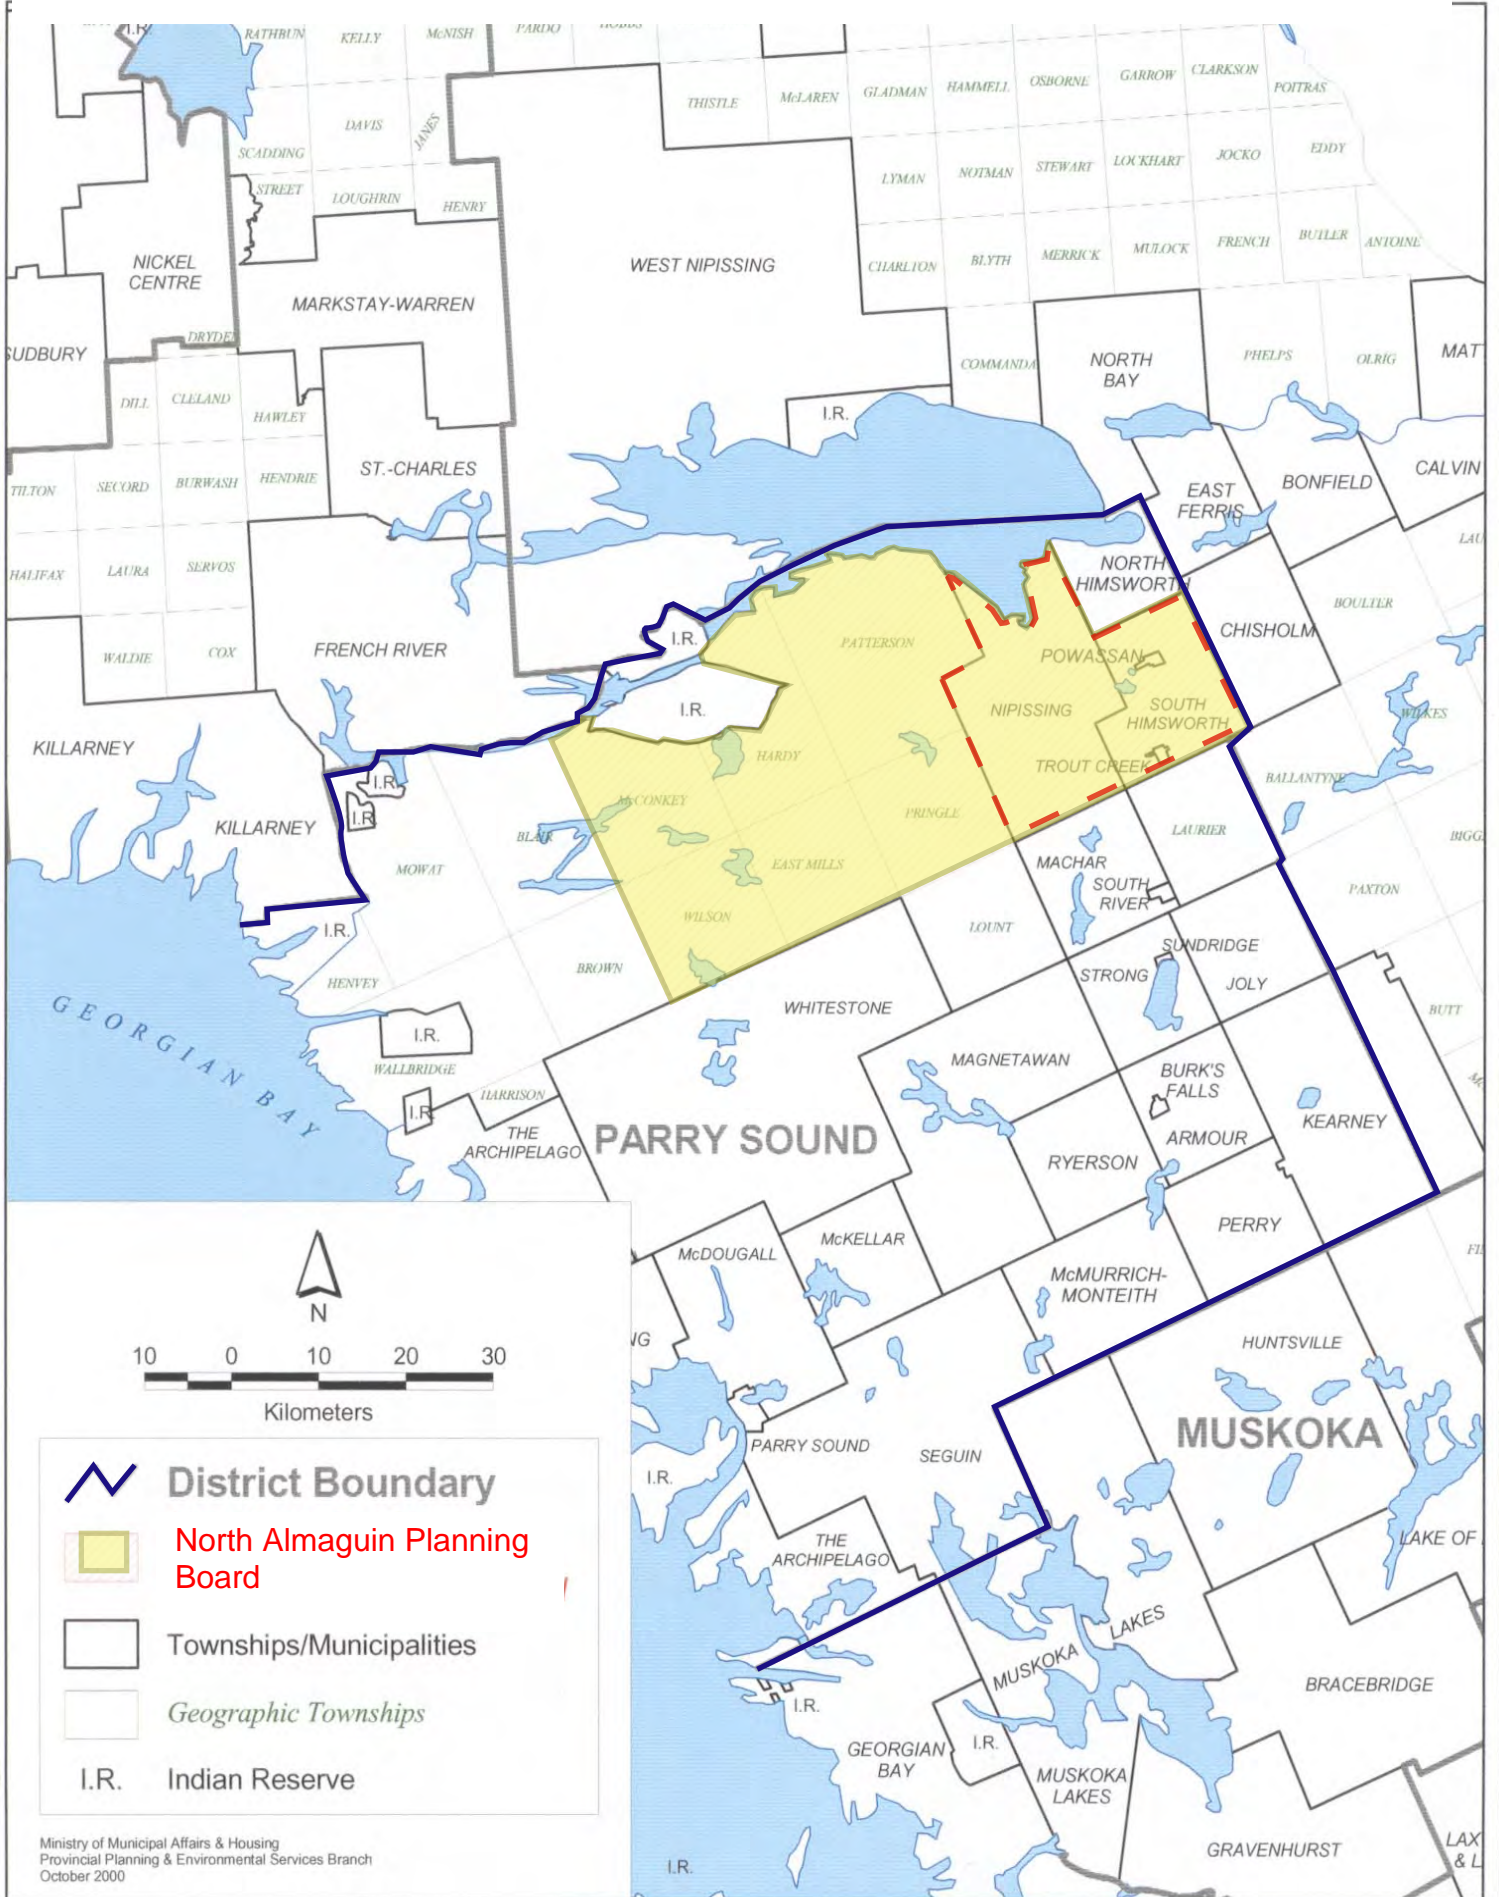 I.R.
RATHBUN
KELLY
McNISH
PARDO
HOBBS
THISTLE
McLAREN
GLADMAN
HAMMELL
OSBORNE
GARROW
CLARKSON
POITRAS
DAVIS
JANES
SCADDING
LYMAN
NOTMAN
STEWART
LOCKHART
JOCKO
EDDY
STREET
LOUGHRIN
HENRY
NICKEL
CENTRE
MARKSTAY-WARREN
WEST NIPISSING
CHARLTON
BLYTH
MERRICK
MULOCK
FRENCH
BUTLER
ANTOINE
DRYDE
SUDBURY
COMMANDA
NORTH
BAY
PHELPS
OLRIG
MAT
DILL
CLELAND
HAWLEY
I.R.
TILTON
SECORD
BURWASH
HENDRIE
ST.-CHARLES
EAST
FERRIS
BONFIELD
CALVIN
LAU
HALIFAX
LAURA
SERVOS
NORTH
HIMSWORTH
BOULTER
WALDIE
COX
FRENCH RIVER
I.R.
PATTERSON
POWASSAN
CHISHOLM
I.R.
NIPISSING
SOUTH
HIMSWORTH
WILKES
KILLARNEY
HARDY
TROUT CREEK
BALLANTYNE
I.R.
I.R.
KILLARNEY
McCONKEY
PRINGLE
BLAIR
LAURIER
BIGG
MOWAT
EAST MILLS
MACHAR
SOUTH
RIVER
PAXTON
WILSON
LOUNT
I.R.
SUNDRIDGE
BROWN
STRONG
JOLY
HENVEY
GEORGIAN BAY
WHITESTONE
BUTT
I.R.
MAGNETAWAN
WALLBRIDGE
BURK'S
FALLS
HARRISON
I.R.
KEARNEY
THE
ARCHIPELAGO
PARRY SOUND
ARMOUR
RYERSON
PERRY
McDOUGALL
McKELLAR
McMURRICH-
MONTEITH
N
NG
HUNTSVILLE
10 0 10 20 30
Kilometers
MUSKOKA
PARRY SOUND
SEGUIN
I.R.
District Boundary
North Almaguin Planning
Board
THE
ARCHIPELAGO
LAKE OF
Townships/Municipalities
MUSKOKA LAKES
BRACEBRIDGE
Geographic Townships
I.R.
I.R.
GEORGIAN
BAY
I.R. Indian Reserve
MUSKOKA
LAKES
Ministry of Municipal Affairs & Housing
Provincial Planning & Environmental Services Branch
October 2000
I.R.
GRAVENHURST
LAX
& L